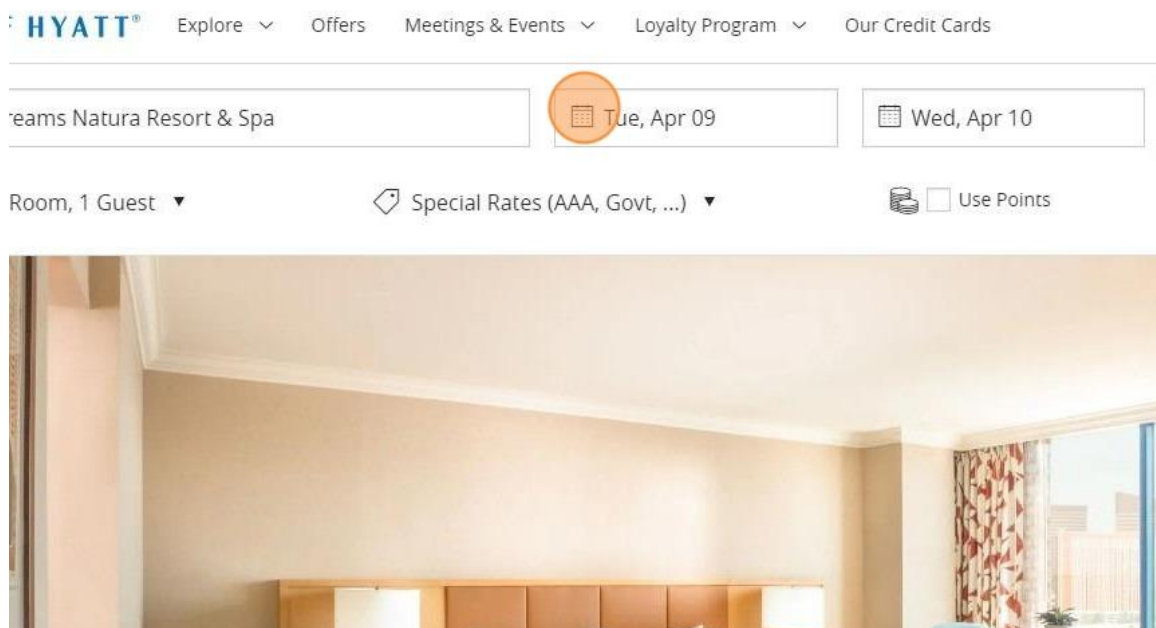 HYATT® Explore Offers Meetings & Events Loyalty Program Our Credit Cards
reams Natura Resort & Spa Tue, Apr 09 Wed, Apr 10
Room, 1 Guest Special Rates (AAA, Govt, ...) Use Points